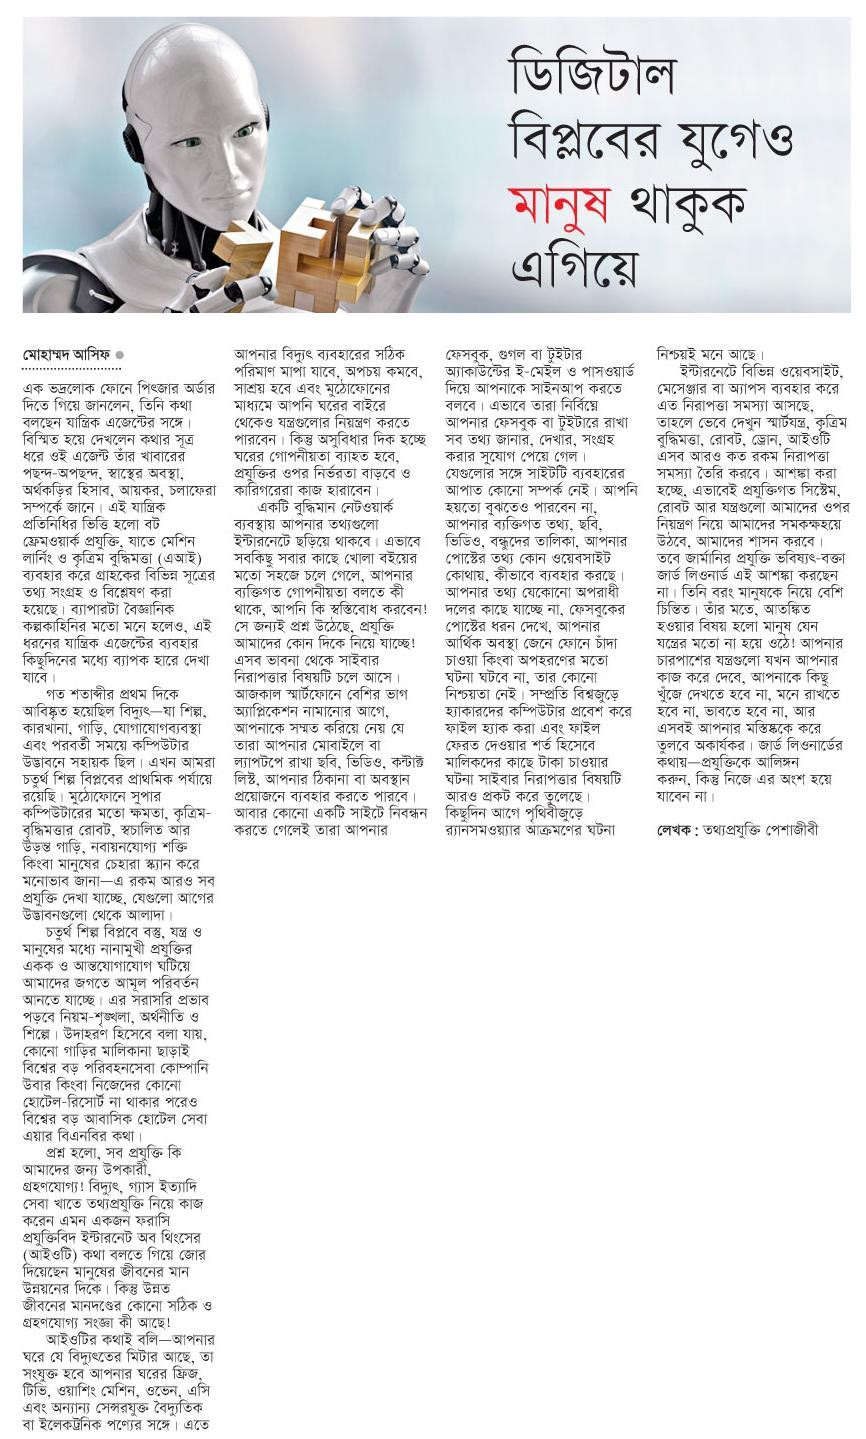 ডিজিটাল
বিপ্লবের যুগেও
মানুষ থাকুক
এগিয়ে
মোহাম্মদ আসিফ
এক ভদ্রলোক ফোনে পিৎজার অর্ডার
দিতে গিয়ে জানলেন, তিনি কথা
বলছেন যান্ত্রিক এজেন্টের সঙ্গে।
বিস্মিত হয়ে দেখলেন কথার সূত্র
ধরে ওই এজেন্ট তাঁর খাবারের
পছন্দ-অপছন্দ, স্বাস্থের অবস্থা,
অর্থকড়ির হিসাব, আয়কর, চলাফেরা
সম্পর্কে জানে। এই যান্ত্রিক
প্রতিনিধির ভিত্তি হলো বট
ফ্রেমওয়ার্ক প্রযুক্তি, যাতে মেশিন
লার্নিং ও কৃত্রিম বুদ্ধিমত্তা (এআই)
ব্যবহার করে গ্রাহকের বিভিন্ন সূত্রের
তথ্য সংগ্রহ ও বিশ্লেষণ করা
হয়েছে। ব্যাপারটা বৈজ্ঞানিক
কল্পকাহিনির মতো মনে হলেও, এই
ধরনের যান্ত্রিক এজেন্টের ব্যবহার
কিছুদিনের মধ্যে ব্যাপক হারে দেখা
যাবে।
গত শতাব্দীর প্রথম দিকে
আবিষ্কৃত হয়েছিল বিদ্যুৎ—যা শিল্প,
কারখানা, গাড়ি, যোগাযোগব্যবস্থা
এবং পরবর্তী সময়ে কম্পিউটার
উদ্ভাবনে সহায়ক ছিল। এখন আমরা
চতুর্থ শিল্প বিপ্লবের প্রাথমিক পর্যায়ে
রয়েছি। মুঠোফোনে সুপার
কম্পিউটারের মতো ক্ষমতা, কৃত্রিম-
বুদ্ধিমত্তার রোবট, স্বচালিত আর
উড়ন্ত গাড়ি, নবায়নযোগ্য শক্তি
কিংবা মানুষের চেহারা স্ক্যান করে
মনোভাব জানা—এ রকম আরও সব
প্রযুক্তি দেখা যাচ্ছে, যেগুলো আগের
উদ্ভাবনগুলো থেকে আলাদা।
চতুর্থ শিল্প বিপ্লবে বস্তু, যন্ত্র ও
মানুষের মধ্যে নানামুখী প্রযুক্তির
একক ও আন্তযোগাযোগ ঘটিয়ে
আমাদের জগতে আমূল পরিবর্তন
আনতে যাচ্ছে। এর সরাসরি প্রভাব
পড়বে নিয়ম-শৃঙ্খলা, অর্থনীতি ও
শিল্পে। উদাহরণ হিসেবে বলা যায়,
কোনো গাড়ির মালিকানা ছাড়াই
বিশ্বের বড় পরিবহনসেবা কোম্পানি
উবার কিংবা নিজেদের কোনো
হোটেল-রিসোর্ট না থাকার পরেও
বিশ্বের বড় আবাসিক হোটেল সেবা
এয়ার বিএনবির কথা।
প্রশ্ন হলো, সব প্রযুক্তি কি
আমাদের জন্য উপকারী,
গ্রহণযোগ্য! বিদ্যুৎ, গ্যাস ইত্যাদি
সেবা খাতে তথ্যপ্রযুক্তি নিয়ে কাজ
করেন এমন একজন ফরাসি
প্রযুক্তিবিদ ইন্টারনেট অব থিংসের
(আইওটি) কথা বলতে গিয়ে জোর
দিয়েছেন মানুষের জীবনের মান
উন্নয়নের দিকে। কিন্তু উন্নত
জীবনের মানদণ্ডের কোনো সঠিক ও
গ্রহণযোগ্য সংজ্ঞা কী আছে!
আইওটির কথাই বলি—আপনার
ঘরে যে বিদ্যুৎতের মিটার আছে, তা
সংযুক্ত হবে আপনার ঘরের ফ্রিজ,
টিভি, ওয়াশিং মেশিন, ওভেন, এসি
এবং অন্যান্য সেন্সরযুক্ত বৈদ্যুতিক
বা ইলেকট্রনিক পণ্যের সঙ্গে। এতে
আপনার বিদ্যুৎ ব্যবহারের সঠিক
পরিমাণ মাপা যাবে, অপচয় কমবে,
সাশ্রয় হবে এবং মুঠোফোনের
মাধ্যমে আপনি ঘরের বাইরে
থেকেও যন্ত্রগুলোর নিয়ন্ত্রণ করতে
পারবেন। কিন্তু অসুবিধার দিক হচ্ছে
ঘরের গোপনীয়তা ব্যাহত হবে,
প্রযুক্তির ওপর নির্ভরতা বাড়বে ও
কারিগরেরা কাজ হারাবেন।
একটি বুদ্ধিমান নেটওয়ার্ক
ব্যবস্থায় আপনার তথ্যগুলো
ইন্টারনেটে ছড়িয়ে থাকবে। এভাবে
সবকিছু সবার কাছে খোলা বইয়ের
মতো সহজে চলে গেলে, আপনার
ব্যক্তিগত গোপনীয়তা বলতে কী
থাকে, আপনি কি স্বস্তিবোধ করবেন!
সে জন্যই প্রশ্ন উঠেছে, প্রযুক্তি
আমাদের কোন দিকে নিয়ে যাচ্ছে!
এসব ভাবনা থেকে সাইবার
নিরাপত্তার বিষয়টি চলে আসে।
আজকাল স্মার্টফোনে বেশির ভাগ
অ্যাপ্লিকেশন নামানোর আগে,
আপনাকে সম্মত করিয়ে নেয় যে
তারা আপনার মোবাইলে বা
ল্যাপটপে রাখা ছবি, ভিডিও, কন্টাক্ট
লিস্ট, আপনার ঠিকানা বা অবস্থান
প্রয়োজনে ব্যবহার করতে পারবে।
আবার কোনো একটি সাইটে নিবন্ধন
করতে গেলেই তারা আপনার
ফেসবুক, গুগল বা টুইটার
অ্যাকাউন্টের ই-মেইল ও পাসওয়ার্ড
দিয়ে আপনাকে সাইনআপ করতে
বলবে। এভাবে তারা নির্বিঘ্নে
আপনার ফেসবুক বা টুইটারে রাখা
সব তথ্য জানার, দেখার, সংগ্রহ
করার সুযোগ পেয়ে গেল।
যেগুলোর সঙ্গে সাইটটি ব্যবহারের
আপাত কোনো সম্পর্ক নেই। আপনি
হয়তো বুঝতেও পারবেন না,
আপনার ব্যক্তিগত তথ্য, ছবি,
ভিডিও, বন্ধুদের তালিকা, আপনার
পোস্টের তথ্য কোন ওয়েবসাইট
কোথায়, কীভাবে ব্যবহার করছে।
আপনার তথ্য যেকোনো অপরাধী
দলের কাছে যাচ্ছে না, ফেসবুকের
পোস্টের ধরন দেখে, আপনার
আর্থিক অবস্থা জেনে ফোনে চাঁদা
চাওয়া কিংবা অপহরণের মতো
ঘটনা ঘটবে না, তার কোনো
নিশ্চয়তা নেই। সম্প্রতি বিশ্বজুড়ে
হ্যাকারদের কম্পিউটার প্রবেশ করে
ফাইল হ্যাক করা এবং ফাইল
ফেরত দেওয়ার শর্ত হিসেবে
মালিকদের কাছে টাকা চাওয়ার
ঘটনা সাইবার নিরাপত্তার বিষয়টি
আরও প্রকট করে তুলেছে।
কিছুদিন আগে পৃথিবীজুড়ে
র‍্যানসমওয়্যার আক্রমণের ঘটনা
নিশ্চয়ই মনে আছে।
ইন্টারনেটে বিভিন্ন ওয়েবসাইট,
মেসেঞ্জার বা অ্যাপস ব্যবহার করে
এত নিরাপত্তা সমস্যা আসছে,
তাহলে ভেবে দেখুন স্মার্টযন্ত্র, কৃত্রিম
বুদ্ধিমত্তা, রোবট, ড্রোন, আইওটি
এসব আরও কত রকম নিরাপত্তা
সমস্যা তৈরি করবে। আশঙ্কা করা
হচ্ছে, এভাবেই প্রযুক্তিগত সিস্টেম,
রোবট আর যন্ত্রগুলো আমাদের ওপর
নিয়ন্ত্রণ নিয়ে আমাদের সমকক্ষহয়ে
উঠবে, আমাদের শাসন করবে।
তবে জার্মানির প্রযুক্তি ভবিষ্যৎ-বক্তা
জার্ড লিওনার্ড এই আশঙ্কা করছেন
না। তিনি বরং মানুষকে নিয়ে বেশি
চিন্তিত। তাঁর মতে, আতঙ্কিত
হওয়ার বিষয় হলো মানুষ যেন
যন্ত্রের মতো না হয়ে ওঠে! আপনার
চারপাশের যন্ত্রগুলো যখন আপনার
কাজ করে দেবে, আপনাকে কিছু
খুঁজে দেখতে হবে না, মনে রাখতে
হবে না, ভাবতে হবে না, আর
এসবই আপনার মস্তিষ্ককে করে
তুলবে অকার্যকর। জার্ড লিওনার্ডের
কথায়—প্রযুক্তিকে আলিঙ্গন
করুন, কিন্তু নিজে এর অংশ হয়ে
যাবেন না।
লেখক : তথ্যপ্রযুক্তি পেশাজীবী